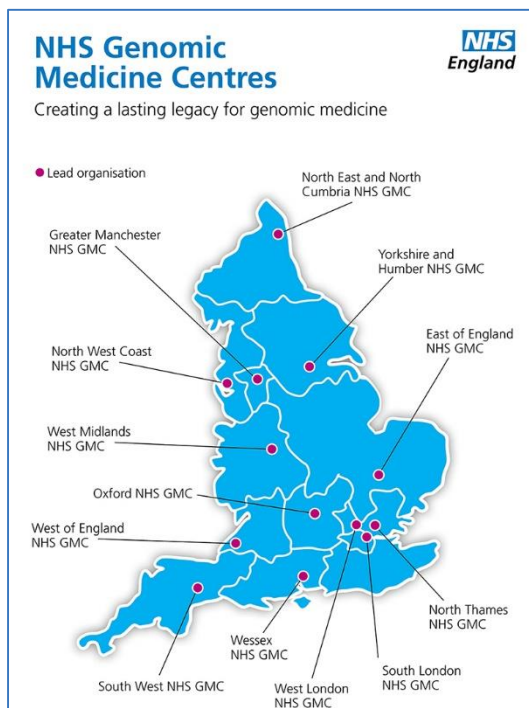 NHS Genomic
Medicine Centres
NHS
England
Creating a lasting legacy for genomic medicine
Lead organisation
North East and North
Cumbria NHS GMC
Greater Manchester
NHS GMC
Yorkshire and
Humber NHS GMC
East of England
NHS GMC
North West Coast
NHS GMC
West Midlands
NHS GMC
Oxford NHS GMC
West of England
NHS GMC
North Thames
NHS GMC
Wessex
NHS GMC
South London
NHS GMC
South West NHS GMC
West London
NHS GMC